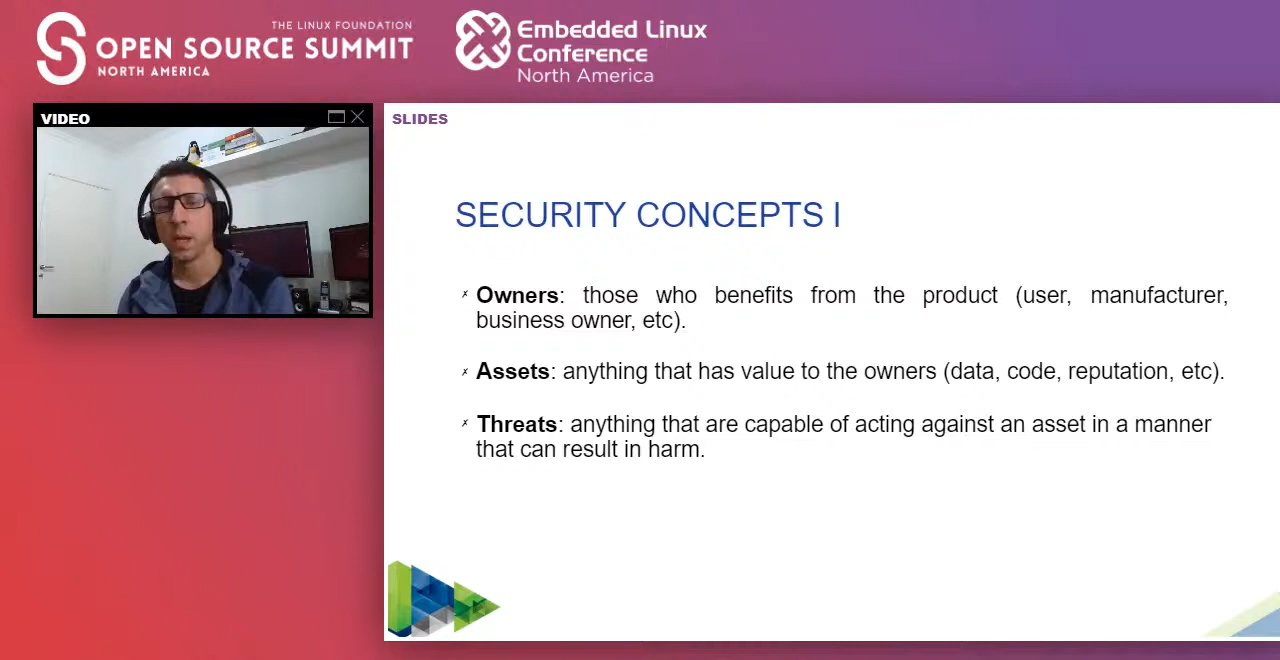 THE LINUX FOUNDATION
OPEN SOURCE SUMMIT
NORTH AMERICA
Embedded Linux
Conference
North America
VIDEO
SLIDES
SECURITY CONCEPTS I
✗ Owners: those who benefits from the product (user, manufacturer,
business owner, etc).
✗ Assets: anything that has value to the owners (data, code, reputation, etc).
✗ Threats: anything that are capable of acting against an asset in a manner
that can result in harm.